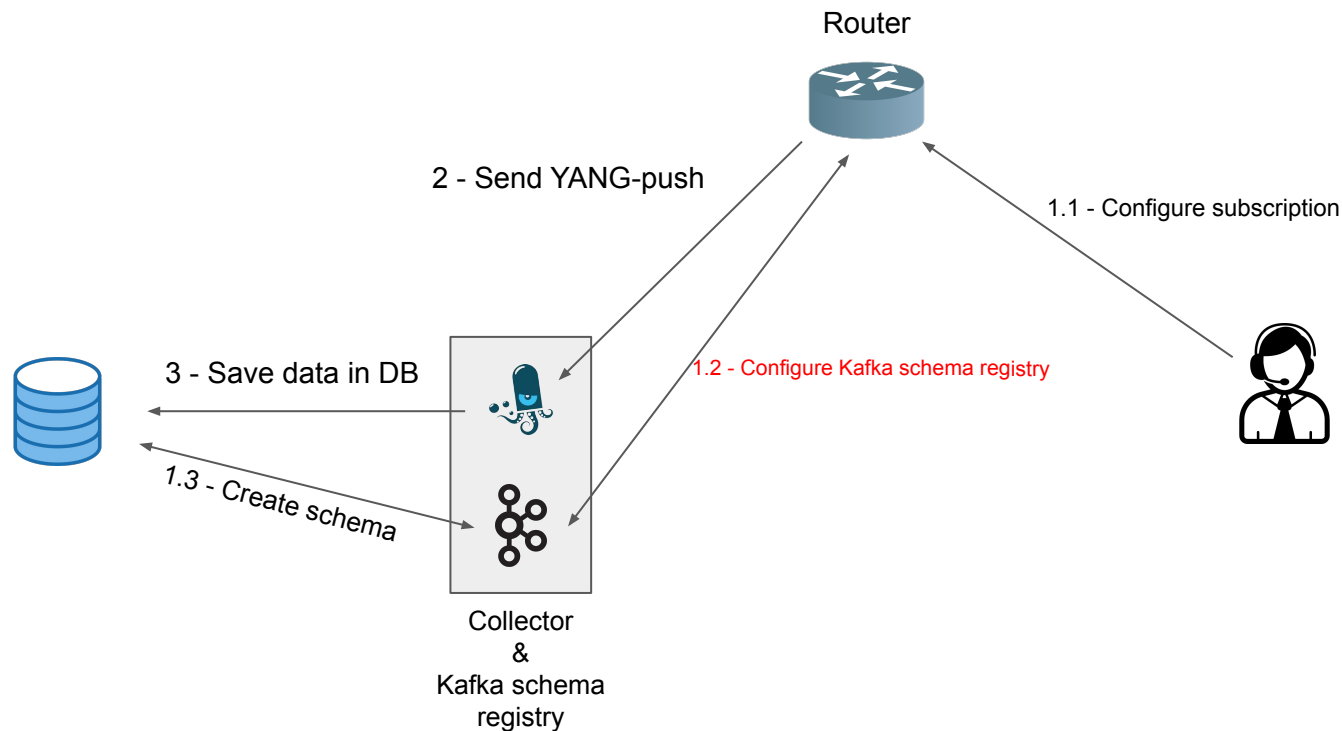 Router
2 - Send YANG-push
1.1 - Configure subscription
3 - Save data in DB
1.2 - Configure Kafka schema registry
1.3 - Create schema
Collector
&
Kafka schema
registry